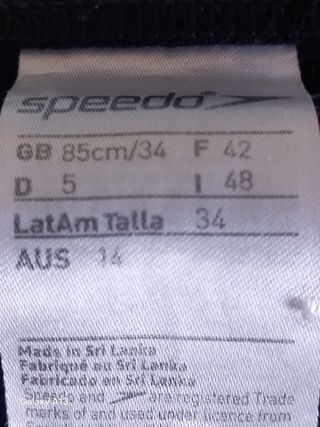 speedo
GB 85cm/34 F 42
D 5 I 48
LatAm Talla 34
AUS 14
Made in Sri Lanka
Fabriqué au Sri Lanka
Fabricado en Sri Lanka
Speedo and are registered Trade
marks of and used under licence from